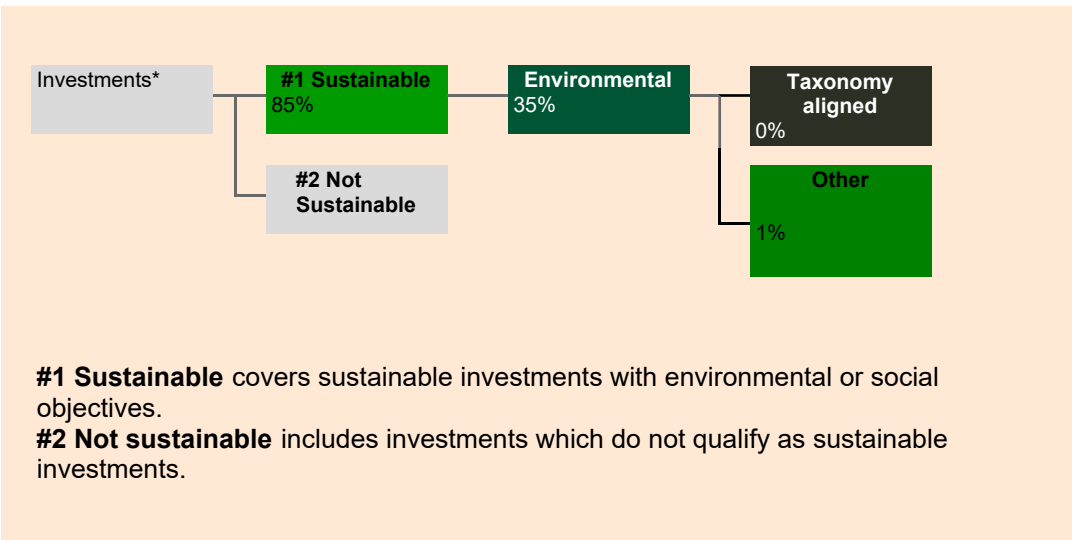 Investments*
#1 Sustainable
85%
#2 Not
Sustainable
Environmental
35%
Taxonomy
aligned
0%
Other
1%
#1 Sustainable covers sustainable investments with environmental or social
objectives.
#2 Not sustainable includes investments which do not qualify as sustainable
investments.